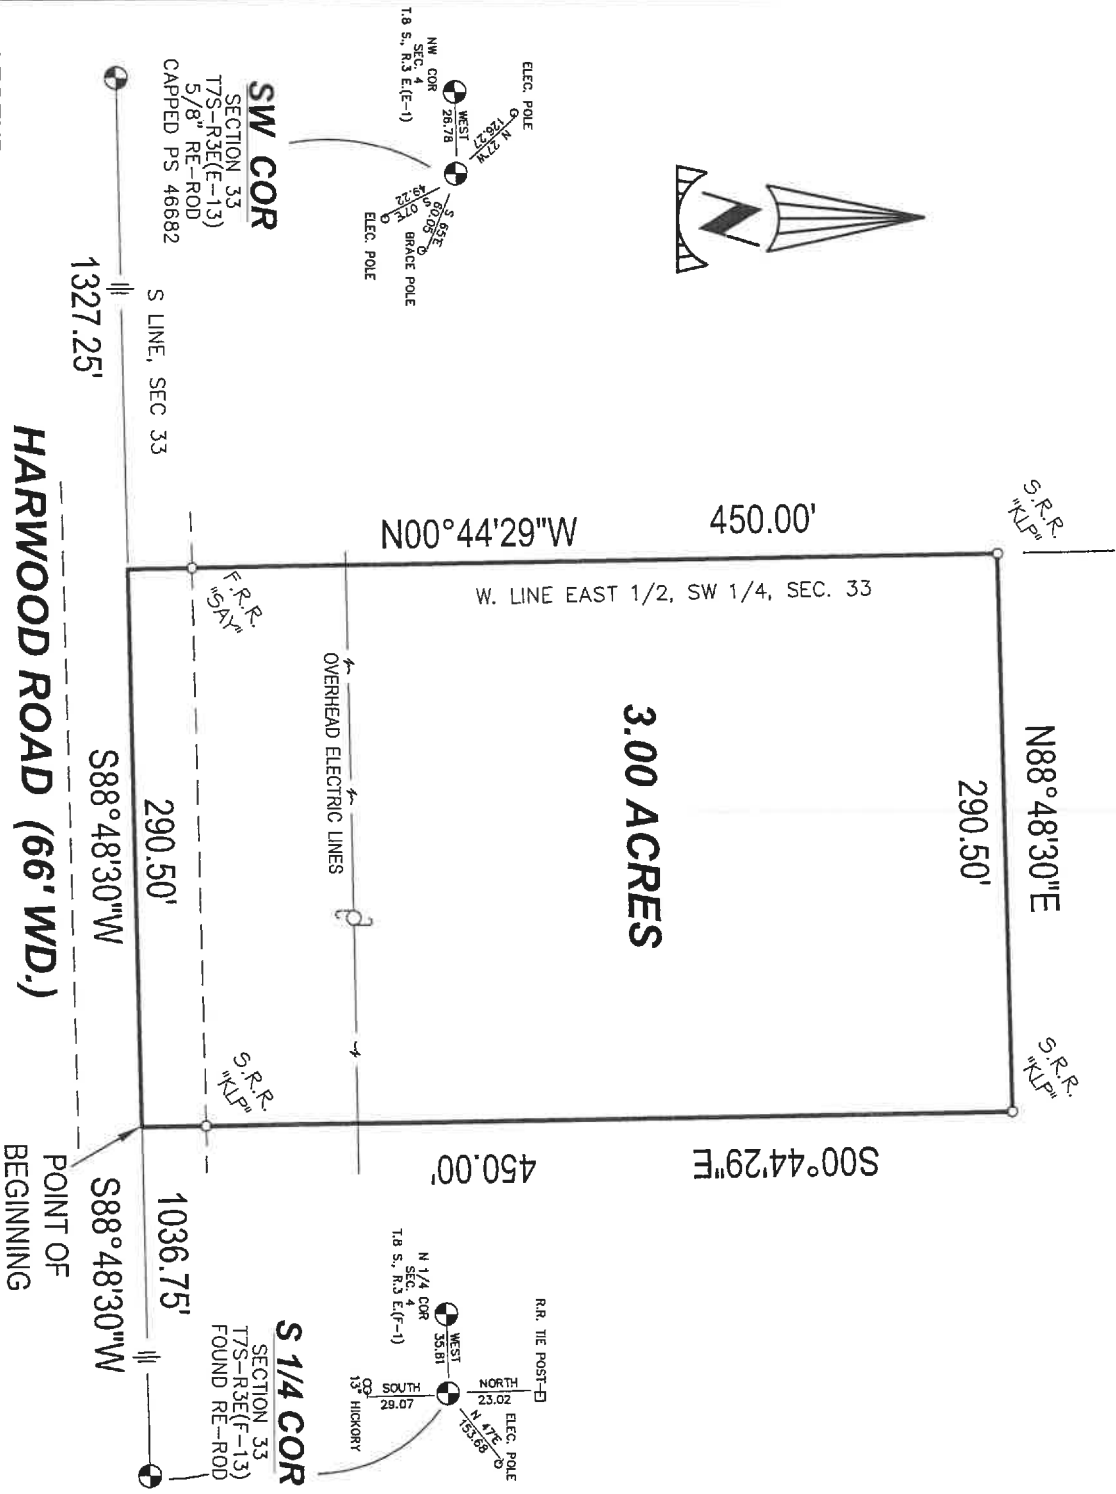 ELEC. POLE
N 27W
126.27
WEST
26.78
NW COR
SEC. 4
T.8 S., R.3 E.(E-1)
S 65E
60.05
BRACE POLE
S 07E
49.22
ELEC. POLE
SW COR
SECTION 33
T7S-R3E(E-13)
5/8" RE-ROD
CAPPED PS 46682
S LINE, SEC 33
1327.25'
S.R.R.
"KLP"
N88°48'30"E
290.50'
S.R.R.
"KLP"
N00°44'29"W
450.00'
W. LINE EAST 1/2, SW 1/4, SEC. 33
3.00 ACRES
S00°44'29"E
450.00'
OVERHEAD ELECTRIC LINES
F.R.R.
"SAY"
S.R.R.
"KLP"
290.50'
S88°48'30"W
HARWOOD ROAD (66' WD.)
POINT OF
BEGINNING
1036.75'
S88°48'30"W
R.R. TIE POST
NORTH
23.02
ELEC. POLE
N 47E
153.68
WEST
35.81
N 1/4 COR
SEC. 4
T.8 S., R.3 E.(F-1)
SOUTH
29.07
13" HICKORY
S 1/4 COR
SECTION 33
T7S-R3E(F-13)
FOUND RE-ROD